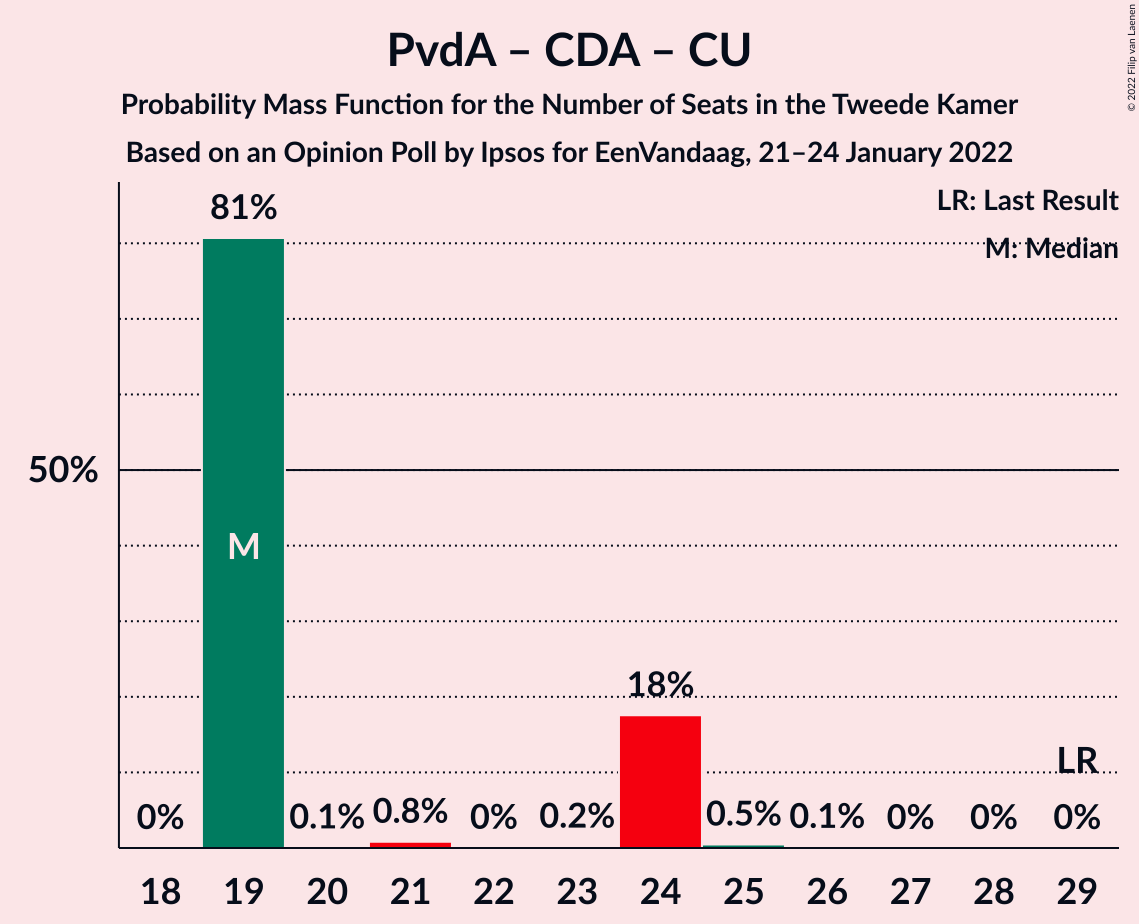 PvdA – CDA – CU
Probability Mass Function for the Number of Seats in the Tweede Kamer
Based on an Opinion Poll by Ipsos for EenVandaag, 21–24 January 2022
© 2022 Filip van Laenen
LR: Last Result
M: Median
81%
50%
M
18%
LR
0% 0.1% 0.8% 0% 0.2% 0.5% 0.1% 0% 0% 0%
18 19 20 21 22 23 24 25 26 27 28 29